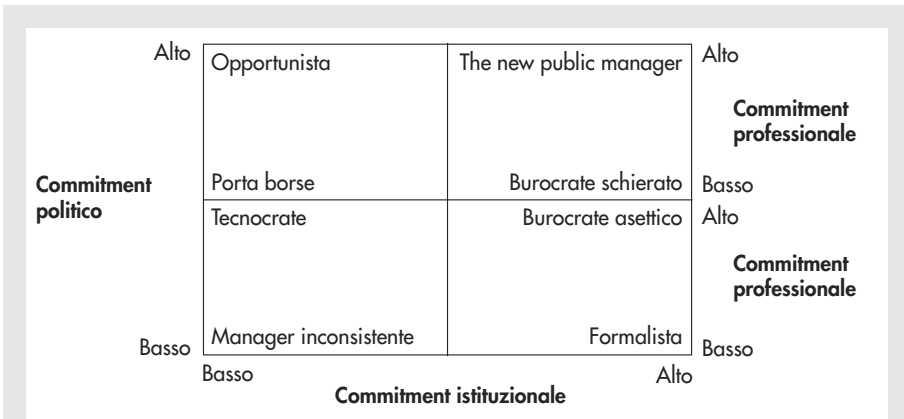 Alto
Opportunista
The new public manager
Alto
Commitment
professionale
Commitment
politico
Porta borse
Burocrate schierato
Basso
Tecnocrate
Burocrate asettico
Alto
Commitment
professionale
Basso
Manager inconsistente
Formalista
Basso
Basso
Alto
Commitment istituzionale